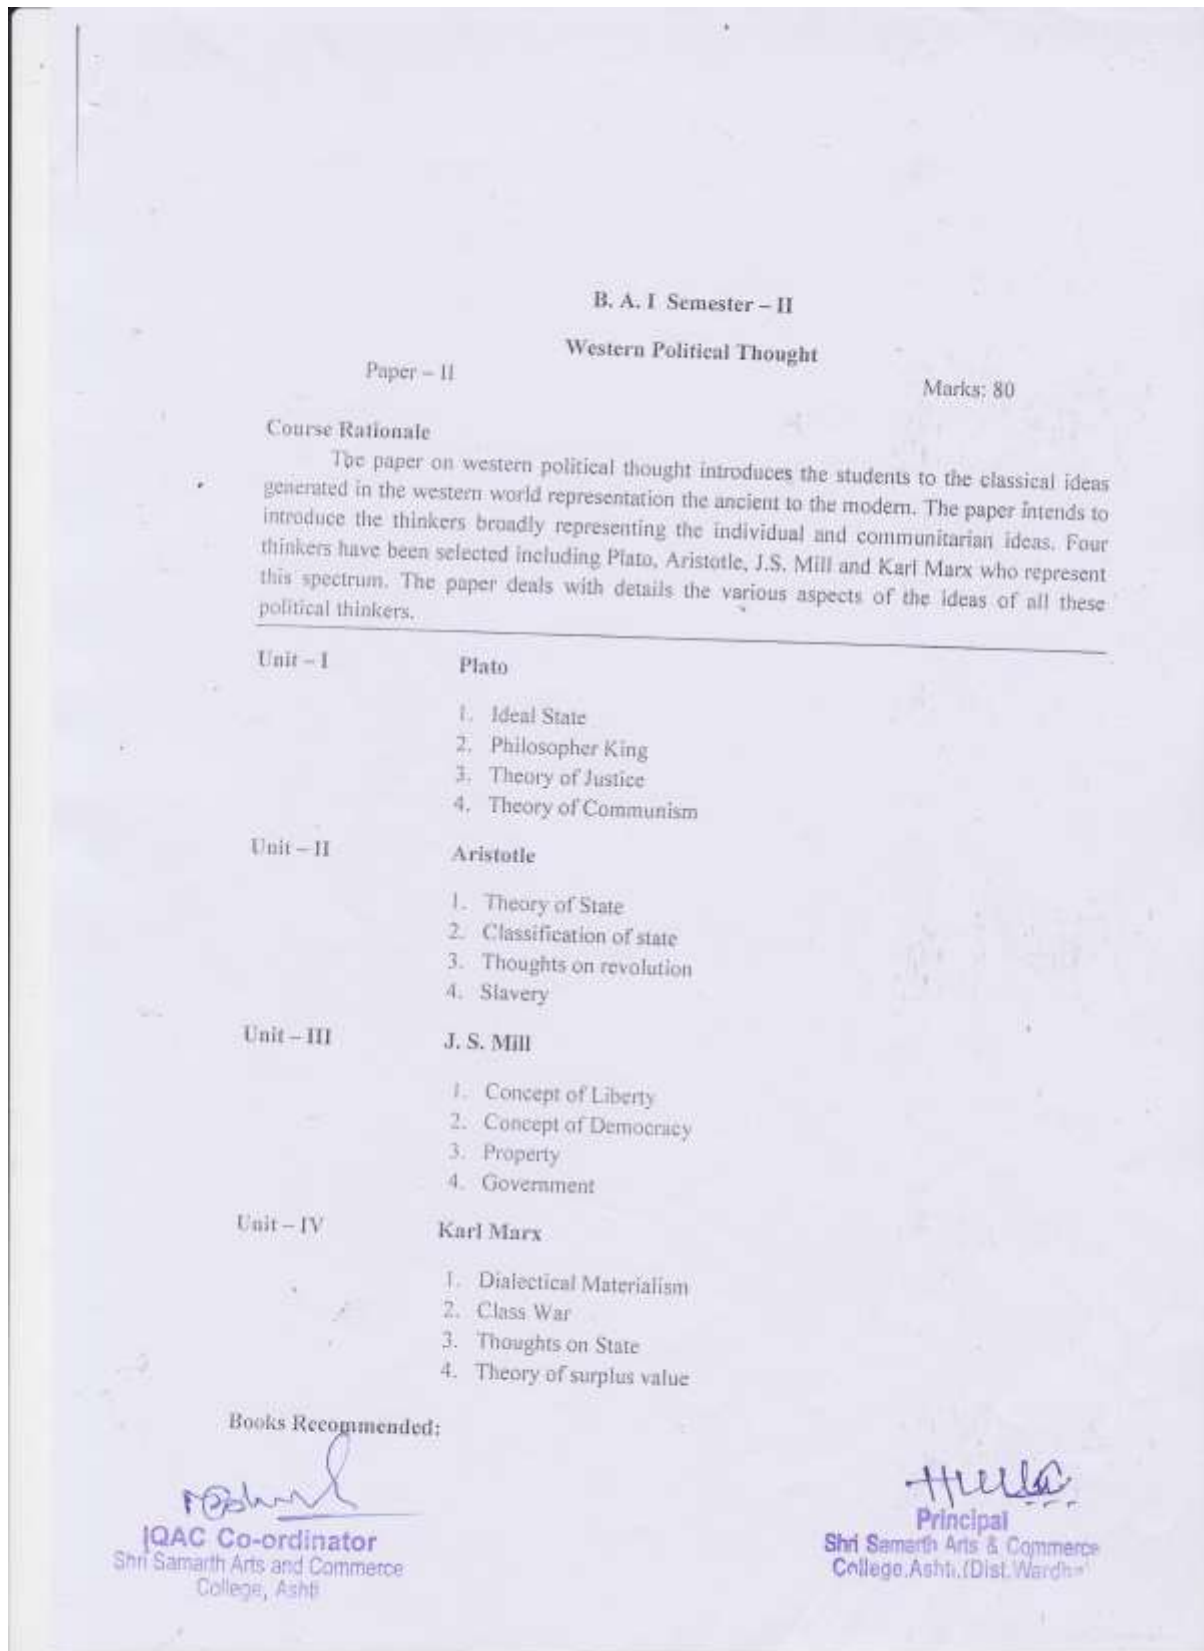 B. A. I Semester – II
Western Political Thought
Paper – II
Marks: 80
Course Rationale
The paper on western political thought introduces the students to the classical ideas
generated in the western world representation the ancient to the modern. The paper intends to
introduce the thinkers broadly representing the individual and communitarian ideas. Four
thinkers have been selected including Plato, Aristotle, J.S. Mill and Karl Marx who represent
this spectrum. The paper deals with details the various aspects of the ideas of all these
political thinkers.
Unit – I Plato
1. Ideal State
2. Philosopher King
3. Theory of Justice
4. Theory of Communism
Unit – II Aristotle
1. Theory of State
2. Classification of state
3. Thoughts on revolution
4. Slavery
Unit – III J. S. Mill
1. Concept of Liberty
2. Concept of Democracy
3. Property
4. Government
Unit – IV Karl Marx
1. Dialectical Materialism
2. Class War
3. Thoughts on State
4. Theory of surplus value
Books Recommended:
IQAC Co-ordinator
Shri Samarth Arts and Commerce
College, Ashti
Principal
Shri Samarth Arts & Commerce
College.Ashti.(Dist.Wardha)